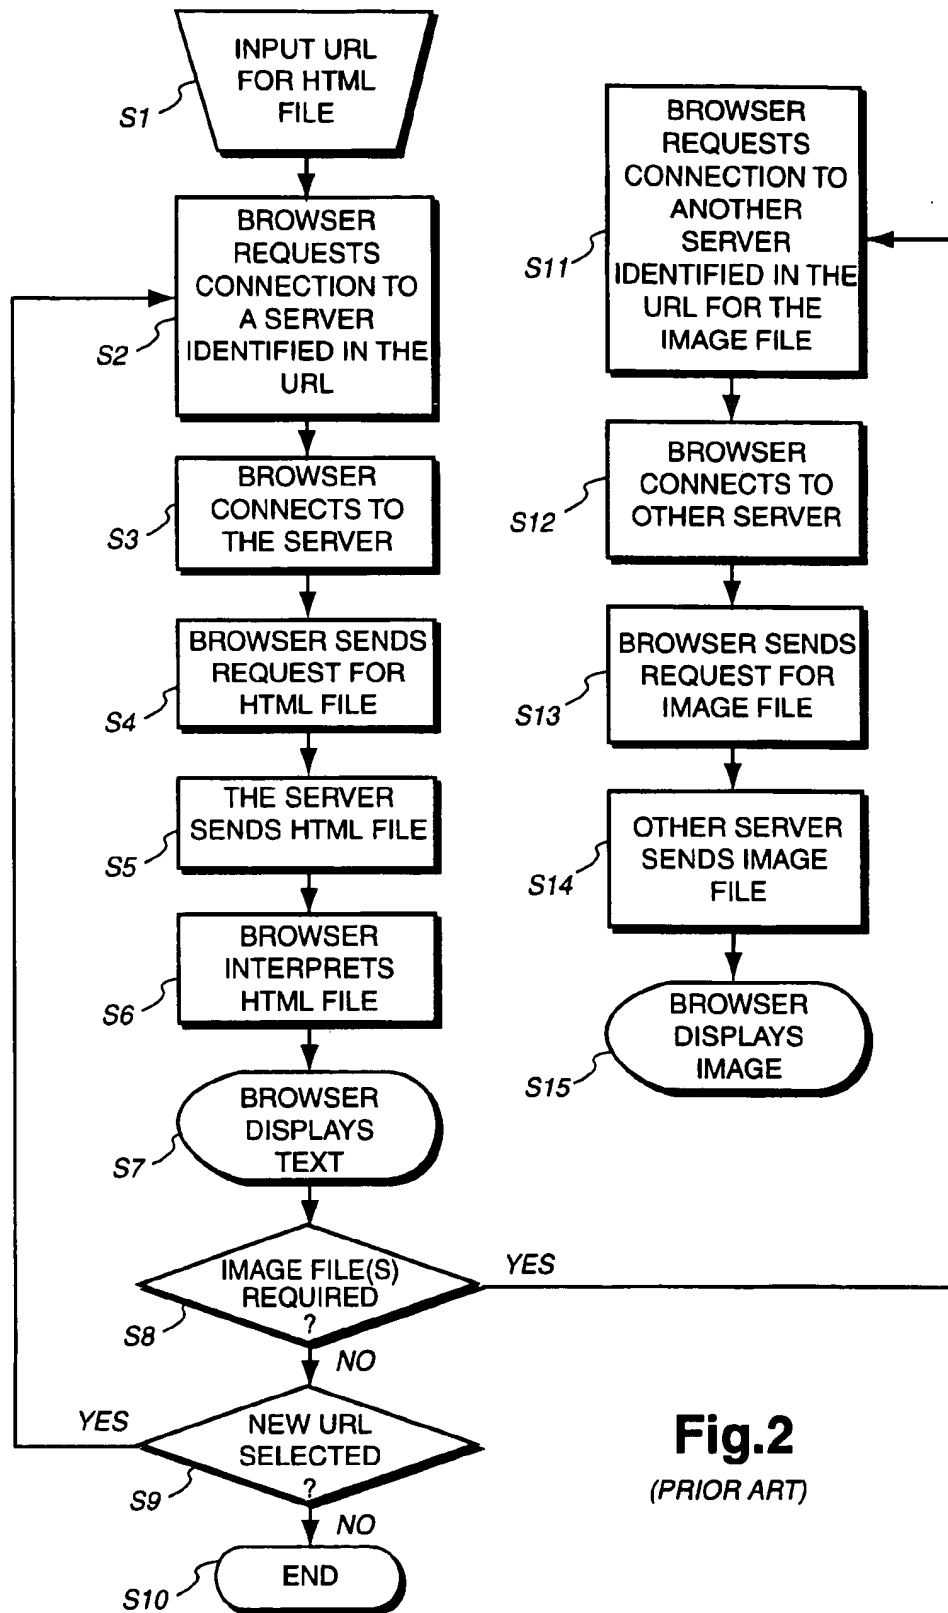 INPUT URL
FOR HTML
FILE
S1
BROWSER
REQUESTS
CONNECTION TO
A SERVER
IDENTIFIED IN THE
URL
S2
BROWSER
CONNECTS TO
THE SERVER
S3
BROWSER SENDS
REQUEST FOR
HTML FILE
S4
THE SERVER
SENDS HTML FILE
S5
BROWSER
INTERPRETS
HTML FILE
S6
BROWSER
DISPLAYS
TEXT
S7
IMAGE FILE(S)
REQUIRED
?
S8
YES
NO
NEW URL
SELECTED
?
S9
YES
NO
END
S10
BROWSER
REQUESTS
CONNECTION TO
ANOTHER
SERVER
IDENTIFIED IN THE
URL FOR THE
IMAGE FILE
S11
BROWSER
CONNECTS TO
OTHER SERVER
S12
BROWSER SENDS
REQUEST FOR
IMAGE FILE
S13
OTHER SERVER
SENDS IMAGE
FILE
S14
BROWSER
DISPLAYS
IMAGE
S15
Fig.2
(PRIOR ART)